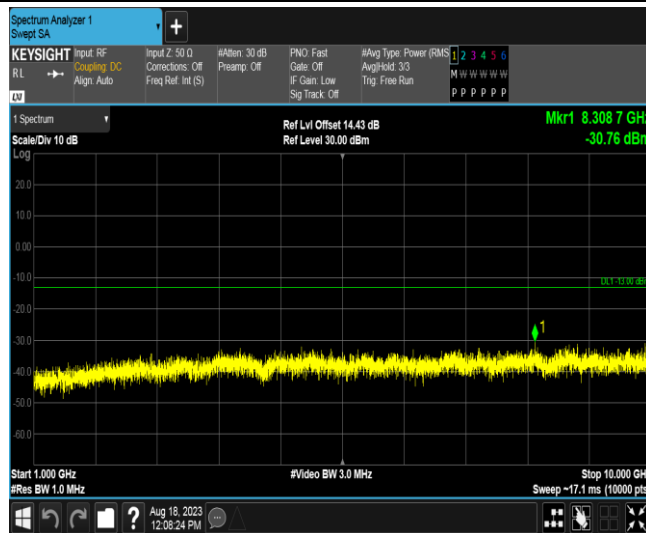 Spectrum Analyzer 1
Swept SA
KEYSIGHT
RL
Input: RF
Coupling: DC
Align: Auto
Input Z: 50 Ω
Corrections: Off
Freq Ref: Int (S)
#Atten: 30 dB
Preamp: Off
PNO: Fast
Gate: Off
IF Gain: Low
Sig Track: Off
#Avg Type: Power (RMS
Avg|Hold: 3/3
Trig: Free Run
1 2 3 4 5 6
M W W W W W
P P P P P P
1 Spectrum
Scale/Div 10 dB
Ref Lvl Offset 14.43 dB
Ref Level 30.00 dBm
Mkr1 8.308 7 GHz
-30.76 dBm
Log
20.0
10.0
0.00
-10.0
DL1 -13.00 dBm
-20.0
-30.0
1
-40.0
-50.0
-60.0
Start 1.000 GHz
#Res BW 1.0 MHz
#Video BW 3.0 MHz
Stop 10.000 GHz
Sweep ~17.1 ms (10000 pts
?
Aug 18, 2023
12:08:24 PM